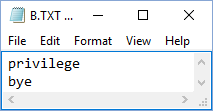 B.TXT ...
File Edit Format View Help
privilege
bye